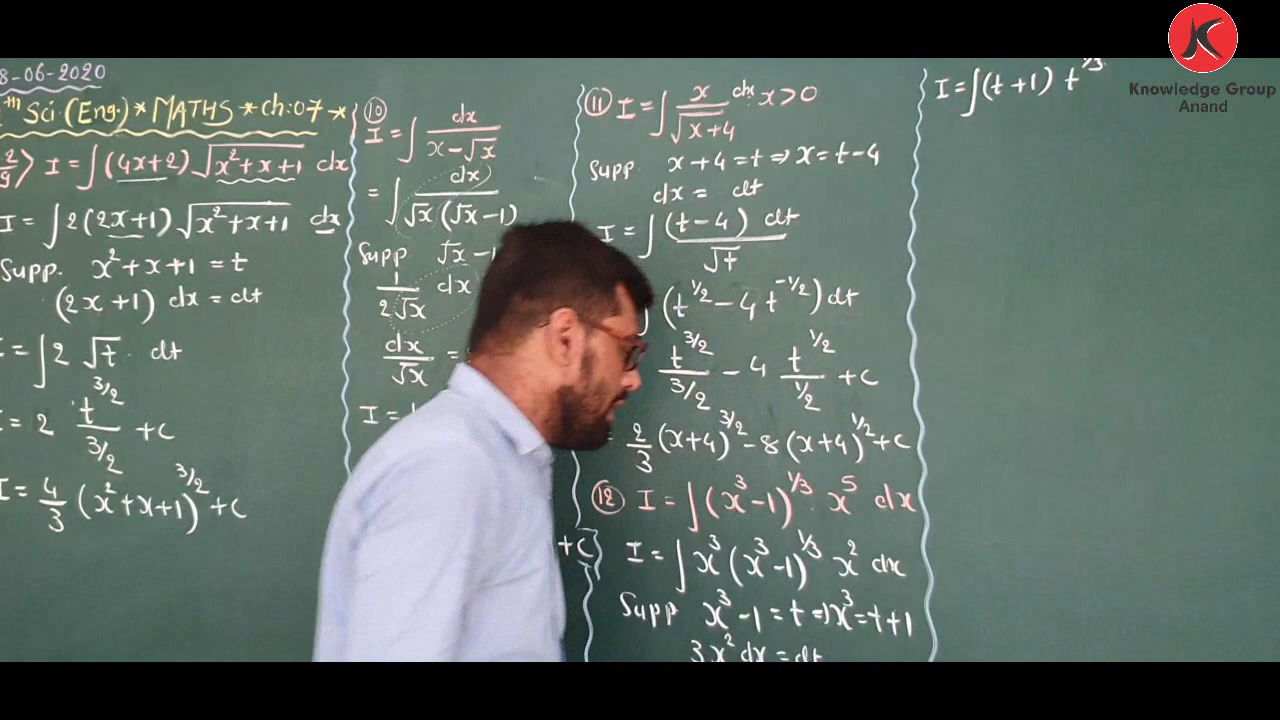 8-06-2020
th Sci. (Eng.) * MATHS * ch:07 *
2/9> I = ∫(4x+2) √(x²+x+1) dx
I = ∫2(2x+1) √(x²+x+1) dx
Supp. x²+x+1 = t
(2x+1) dx = dt
I = ∫2 √t. dt
= 2 t^(3/2)/(3/2) + c
I = 4/3 (x²+x+1)^(3/2) + c
⑩ I = ∫ dx/(x-√x)
= ∫ dx/(√x(√x-1))
Supp √x-1
1/(2√x) dx
dx/√x =
I =
+c
⑪ I = ∫ x/√(x+4) dx x>0
Supp. x+4=t ⇒ x=t-4
dx = dt
I = ∫ (t-4) dt/√t
∫(t^(1/2) - 4t^(-1/2)) dt
t^(3/2)/(3/2) - 4 t^(1/2)/(1/2) + c
= 2/3 (x+4)^(3/2) - 8(x+4)^(1/2) + c
⑫ I = ∫(x³-1)^(1/3) . x⁵ dx
I = ∫x³(x³-1)^(1/3) x² dx
Supp x³-1=t ⇒ x³=t+1
3x² dx = dt
I = ∫(t+1) t^(1/3)
Knowledge Group
Anand